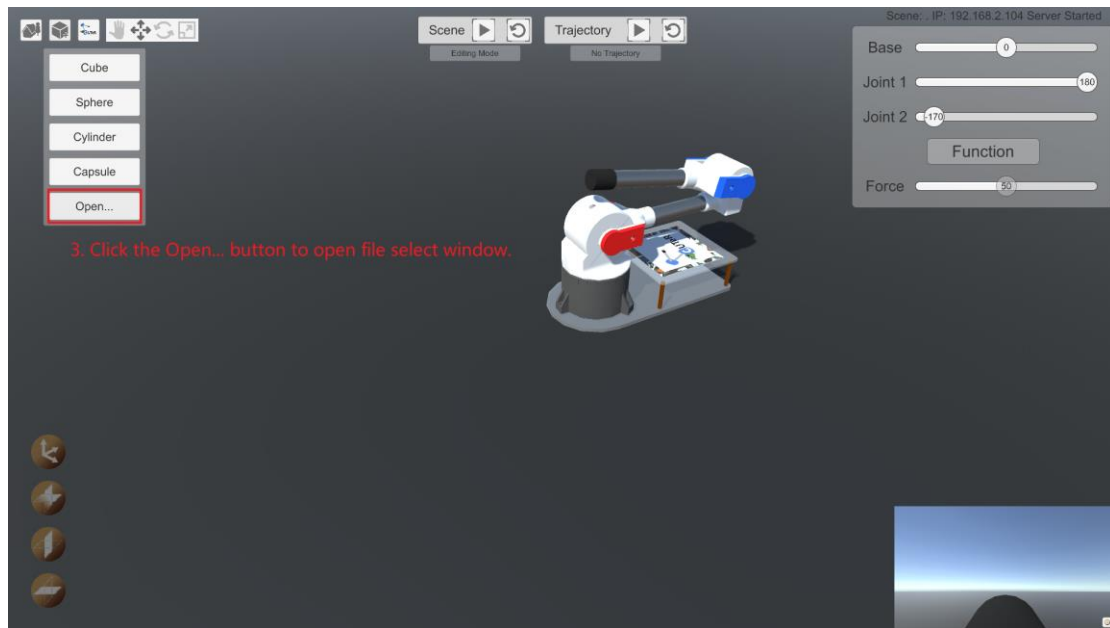 Scene: . IP: 192.168.2.104 Server Started
Scene
Trajectory
Editing Mode
No Trajectory
Base 0
Joint 1 180
Joint 2 -170
Function
Force 50
Cube
Sphere
Cylinder
Capsule
Open...
3. Click the Open... button to open file select window.